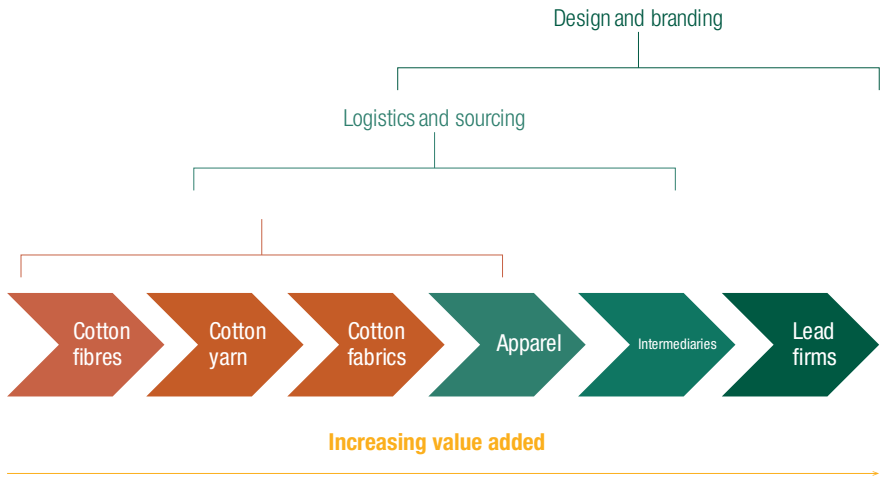 Design and branding
Logistics and sourcing
Cotton
fibres
Cotton
yarn
Cotton
fabrics
Apparel
Intermediaries
Lead
firms
Increasing value added